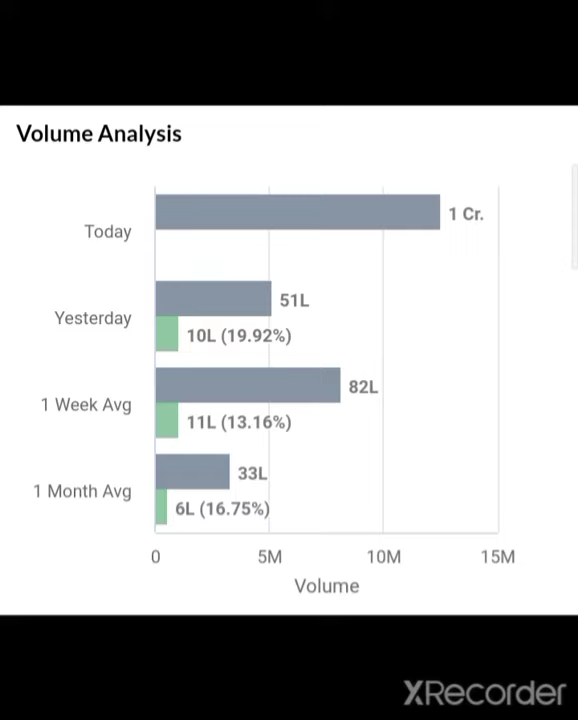 Volume Analysis
Today
1 Cr.
Yesterday
51L
10L (19.92%)
1 Week Avg
82L
11L (13.16%)
1 Month Avg
33L
6L (16.75%)
0
5M
10M
15M
Volume
XRecorder